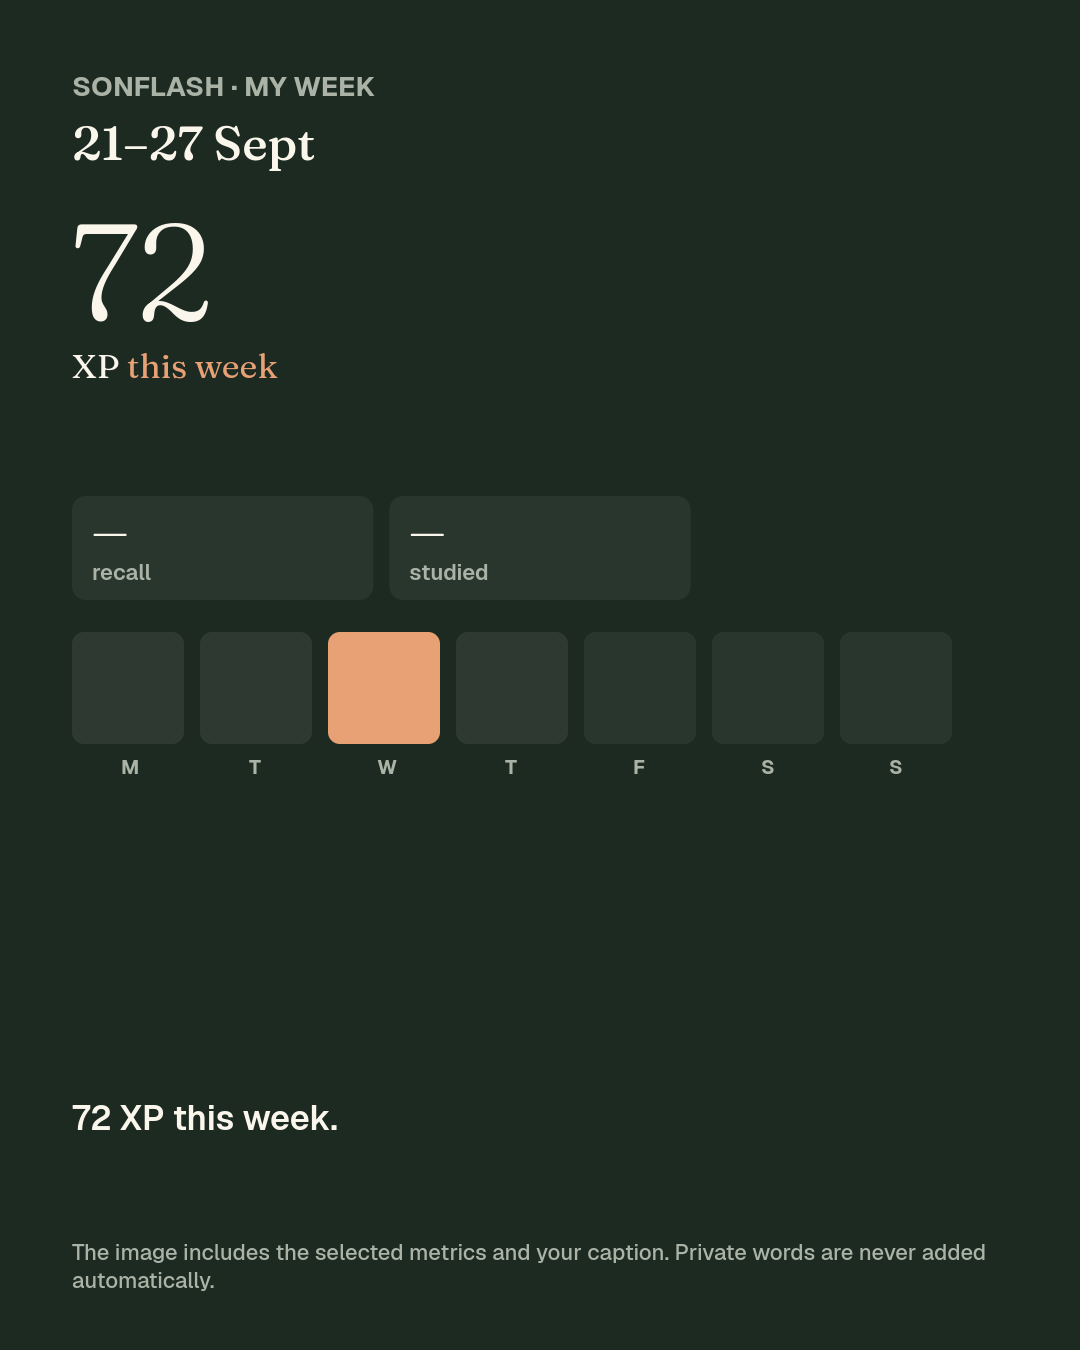 SONFLASH · MY WEEK
21–27 Sept
72
XP this week
— —
recall studied
M T W T F S S
72 XP this week.
The image includes the selected metrics and your caption. Private words are never added
automatically.